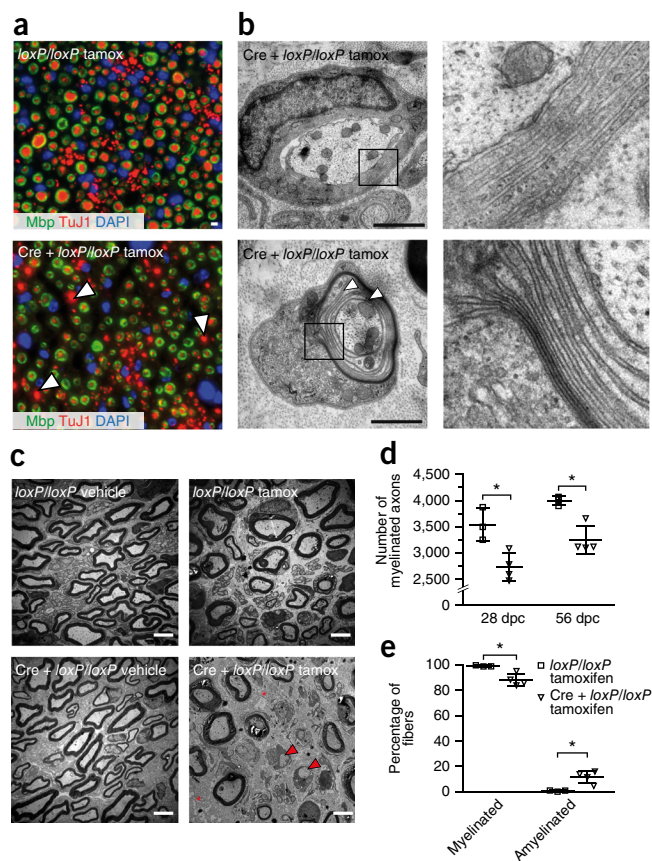 a
loxP/loxP tamox
Mbp TuJ1 DAPI
Cre + loxP/loxP tamox
Mbp TuJ1 DAPI
b
Cre + loxP/loxP tamox
Cre + loxP/loxP tamox
c
loxP/loxP vehicle
loxP/loxP tamox
Cre + loxP/loxP vehicle
Cre + loxP/loxP tamox
*
*
d
Number of
myelinated axons
4,500
4,000
3,500
3,000
2,500
0
*
*
28 dpc
56 dpc
e
Percentage of
fibers
100
80
60
40
20
0
*
*
Myelinated
Amyelinated
loxP/loxP
tamoxifen
Cre + loxP/loxP
tamoxifen